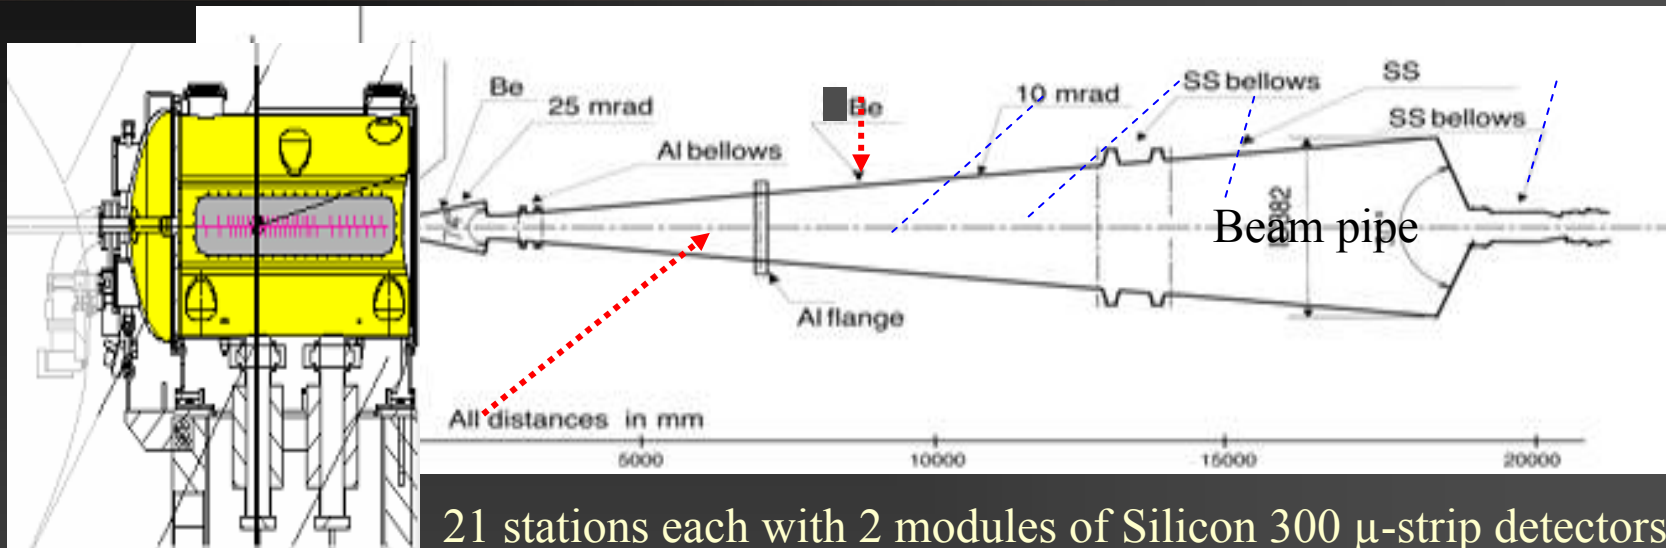 Be
25 mrad
Al bellows
Be
10 mrad
SS bellows
SS
SS bellows
Beam pipe
Al flange
All distances in mm
5000
10000
15000
20000
21 stations each with 2 modules of Silicon 300 µ-strip detectors